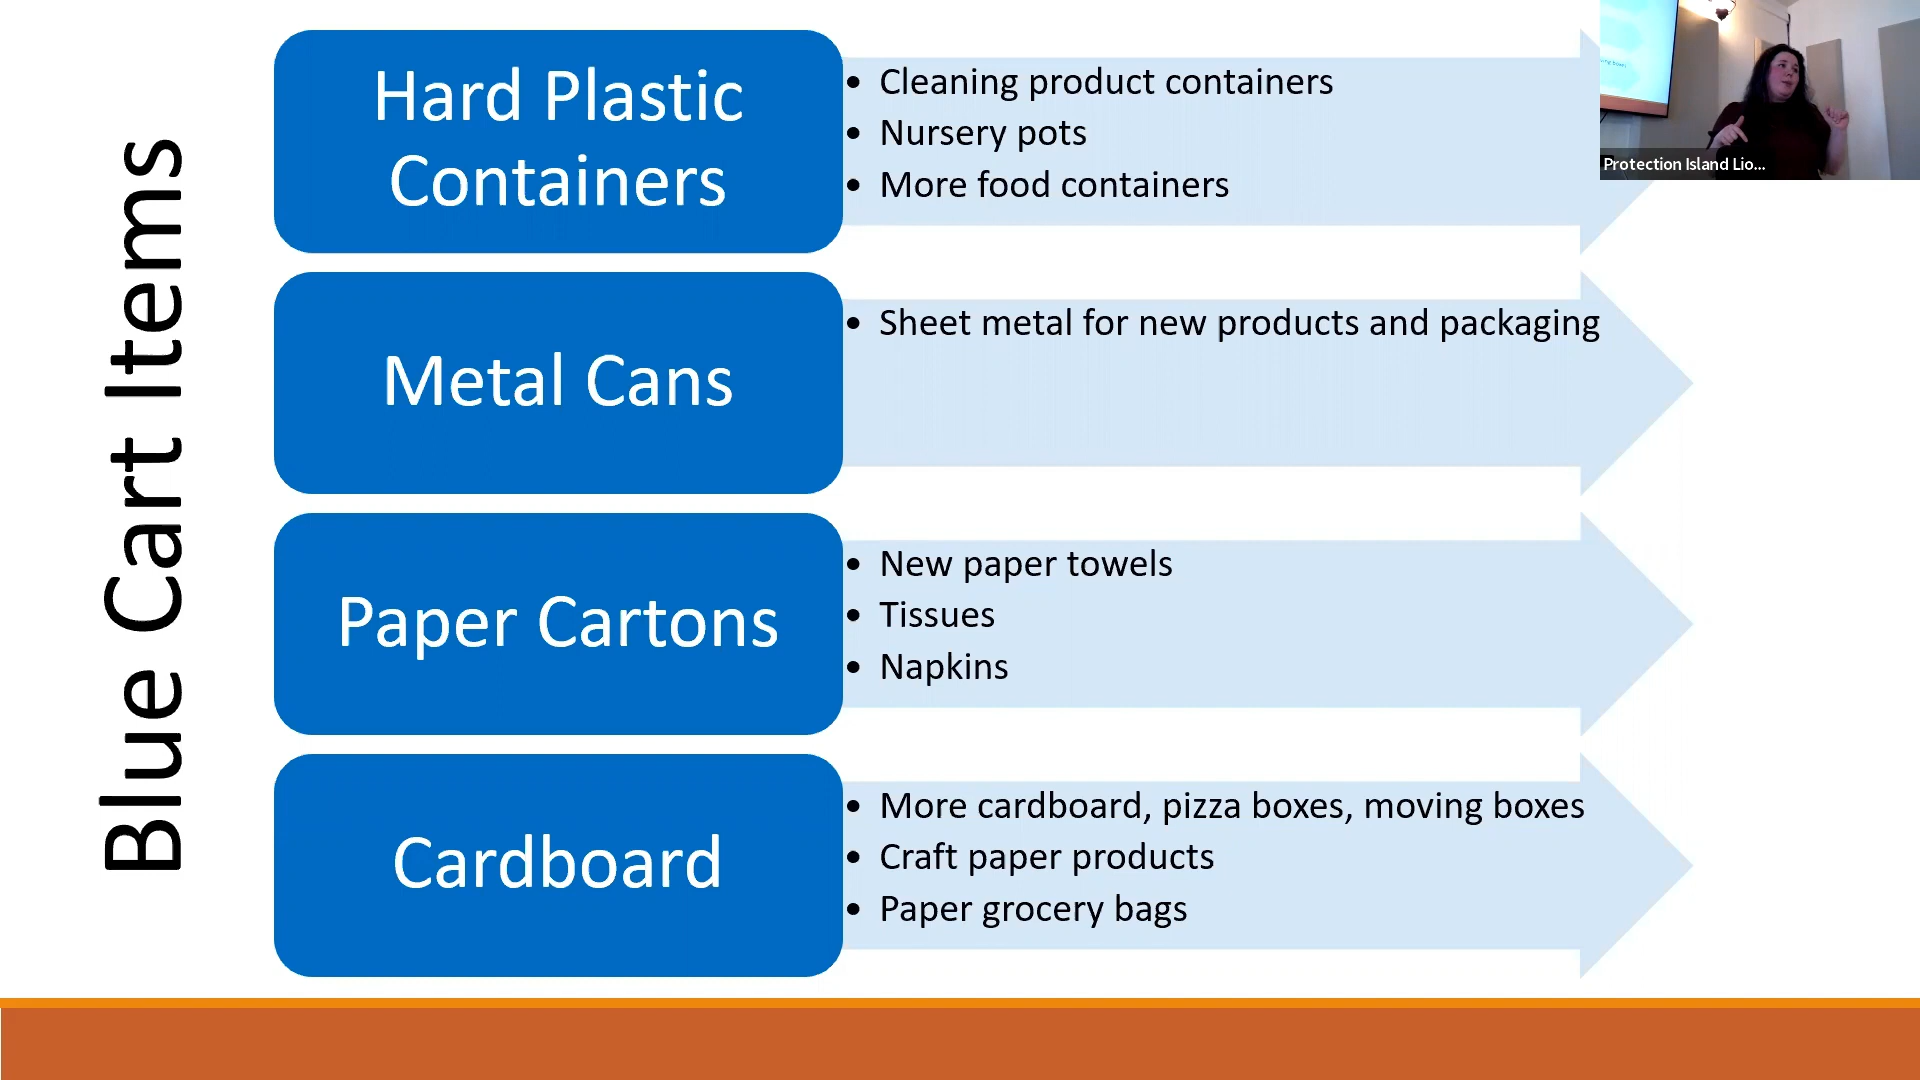 Blue Cart Items
Hard Plastic
Containers
• Cleaning product containers
• Nursery pots
• More food containers
Metal Cans
• Sheet metal for new products and packaging
Paper Cartons
• New paper towels
• Tissues
• Napkins
Cardboard
• More cardboard, pizza boxes, moving boxes
• Craft paper products
• Paper grocery bags
Protection Island Lio...